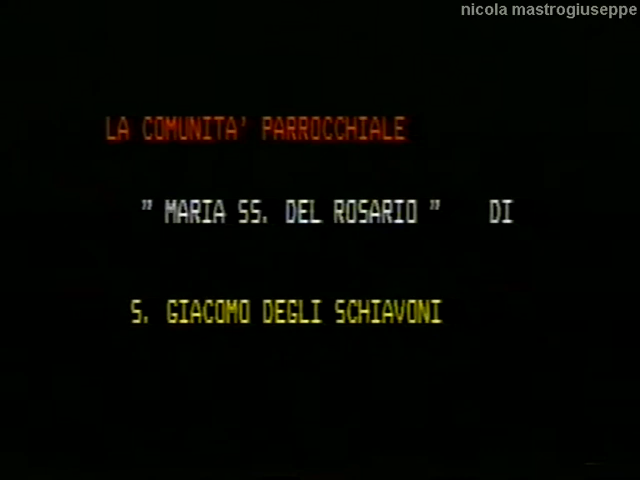 nicola mastrogiuseppe
LA COMUNITA' PARROCCHIALE
" MARIA SS. DEL ROSARIO " DI
S. GIACOMO DEGLI SCHIAVONI